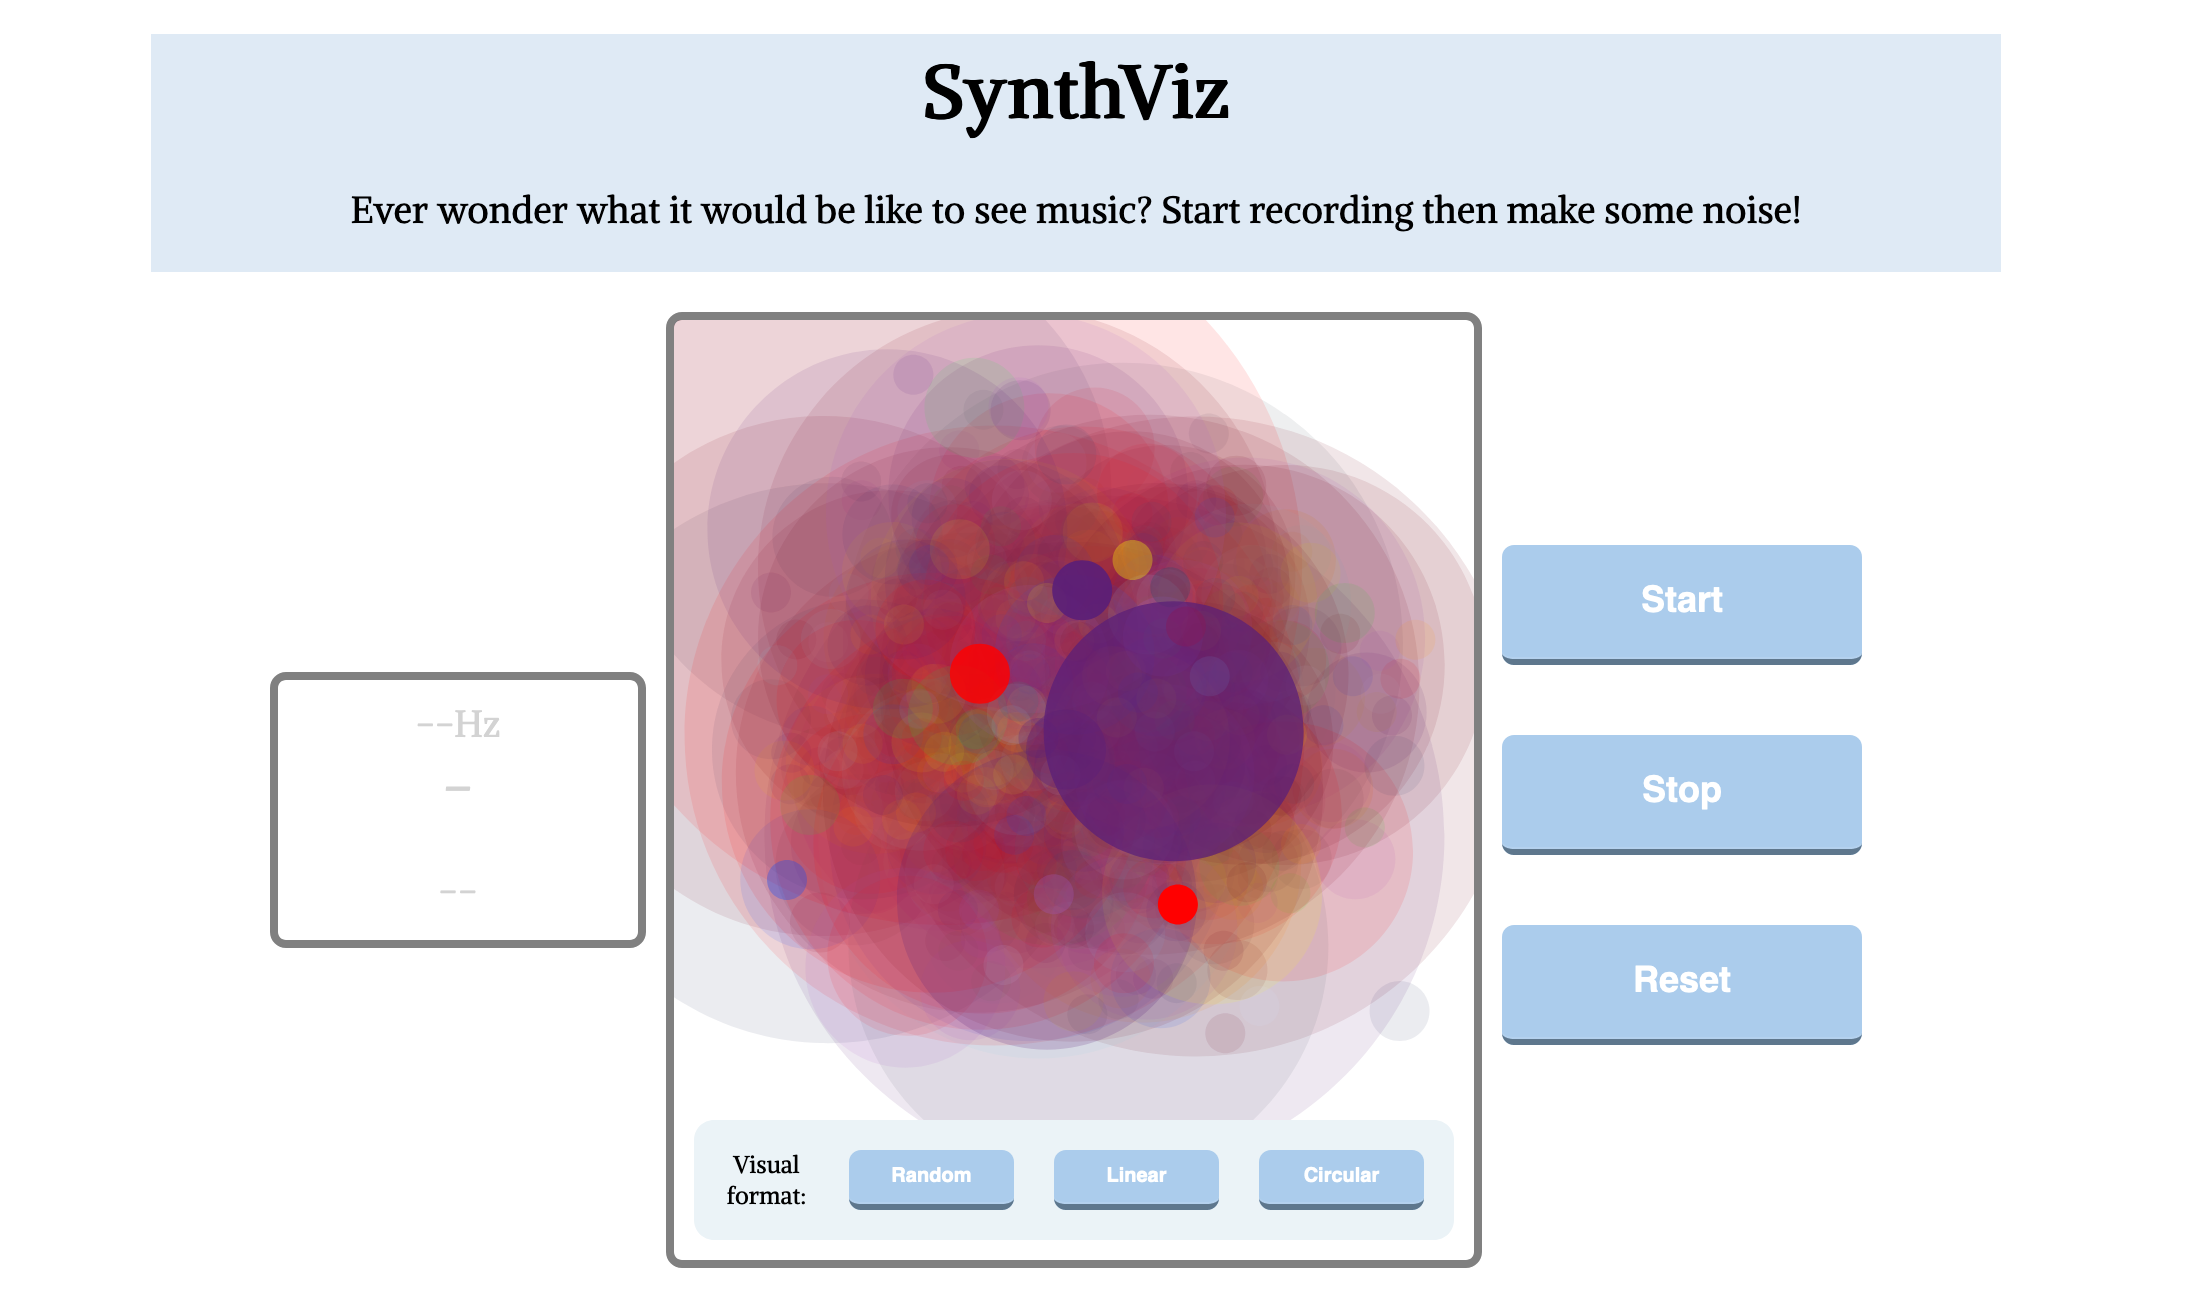 SynthViz
Ever wonder what it would be like to see music? Start recording then make some noise!
--Hz
–
--
Start
Stop
Reset
Visual
format:
Random
Linear
Circular